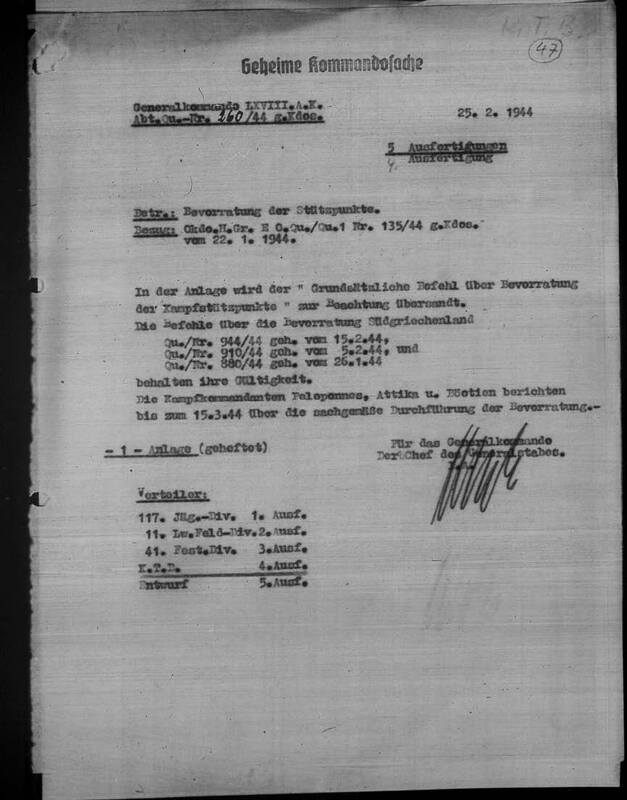 K. T. B.
47
Geheime Kommandosache
Generalkommando LXVIII.A.K.
Abt.Qu.-Nr. 260/44 g.Kdos.
25. 2. 1944
5 Ausfertigungen
4. Ausfertigung
Betr.: Bevorratung der Stützpunkte.
Bezug: Okdo.H.Gr. E O.Qu./Qu.1 Nr. 135/44 g.Kdos.
vom 22. 1. 1944.
In der Anlage wird der " Grundsätzliche Befehl über Bevorratung
der Kampfstützpunkte " zur Beachtung übersandt.
Die Befehle über die Bevorratung Südgriechenland
Qu./Nr. 944/44 geh. vom 15.2.44,
Qu./Nr. 910/44 geh. vom 5.2.44, und
Qu./Nr. 880/44 geh. vom 26.1.44
behalten ihre Gültigkeit.
Die Kampfkommandanten Peloponnes, Attika u. Böotien berichten
bis zum 15.3.44 über die sachgemäße Durchführung der Bevorratung.-
- 1 - Anlage (geheftet)
Für das Generalkommando
Der Chef des Generalstabes.
Verteiler:
117. Jäg.-Div. 1. Ausf.
11. Lw.Feld-Div.2. Ausf.
41. Fest.Div. 3.Ausf.
K.T.B. 4.Ausf.
Entwurf 5.Ausf.